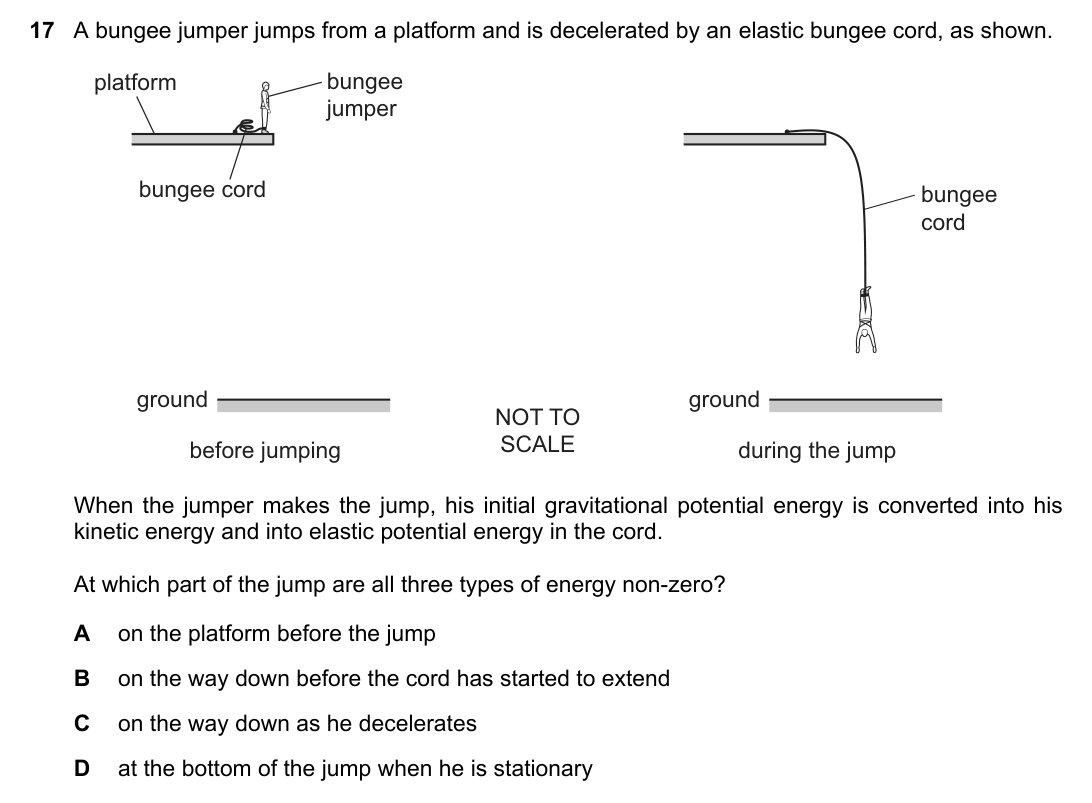 17 A bungee jumper jumps from a platform and is decelerated by an elastic bungee cord, as shown.
platform
bungee
jumper
bungee cord
bungee
cord
ground
NOT TO
SCALE
ground
before jumping
during the jump
When the jumper makes the jump, his initial gravitational potential energy is converted into his
kinetic energy and into elastic potential energy in the cord.
At which part of the jump are all three types of energy non-zero?
A on the platform before the jump
B on the way down before the cord has started to extend
C on the way down as he decelerates
D at the bottom of the jump when he is stationary